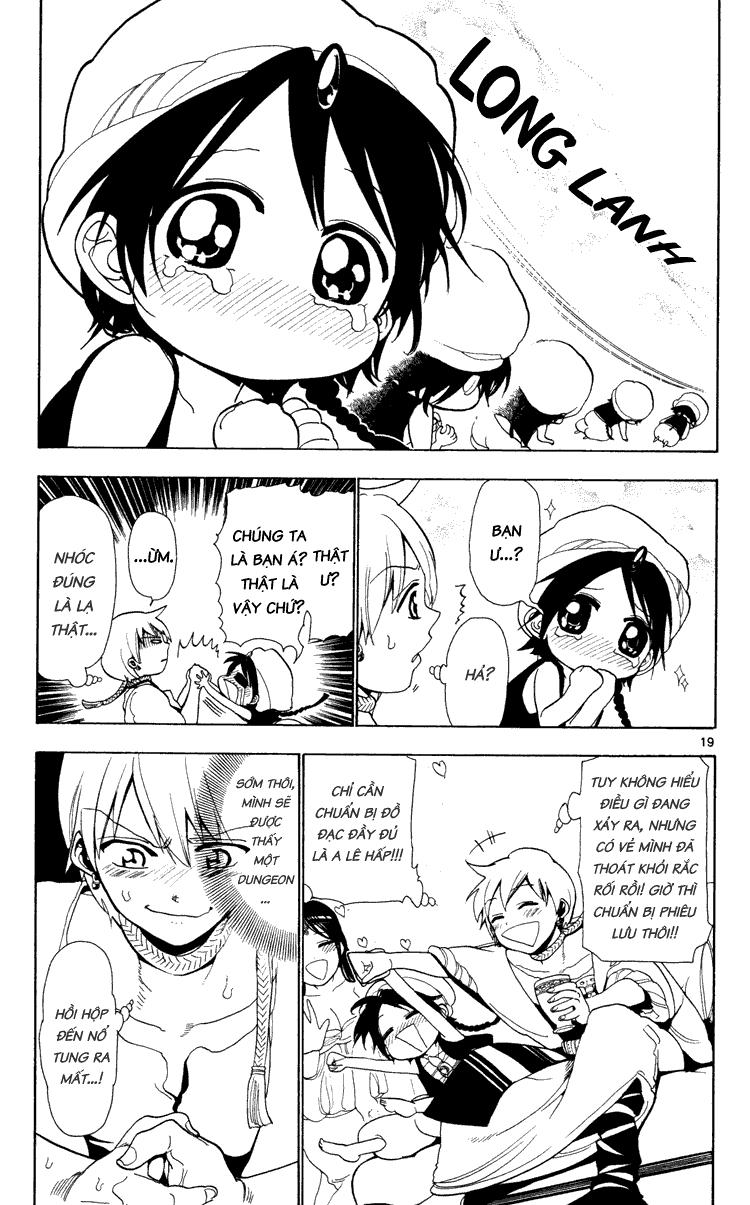 LONG LANH
BẠN
Ư...?
HẢ?
THẬT
Ư?
CHÚNG TA
LÀ BẠN Á?
THẬT LÀ
VẬY CHỨ?
...ỪM.
NHÓC
ĐÚNG
LÀ LẠ
THẬT...
19
TUY KHÔNG HIỂU
ĐIỀU GÌ ĐANG
XẢY RA, NHƯNG
CÓ VẺ MÌNH ĐÃ
THOÁT KHỎI RẮC
RỐI RỒI! GIỜ THÌ
CHUẨN BỊ PHIÊU
LƯU THÔI!!
CHỈ CẦN
CHUẨN BỊ ĐỒ
ĐẠC ĐẦY ĐỦ
LÀ A LÊ HẤP!!!
SỚM THÔI,
MÌNH SẼ
ĐƯỢC
THẤY
MỘT
DUNGEON
...
HỒI HỘP
ĐẾN NỔ
TUNG RA
MẤT...!